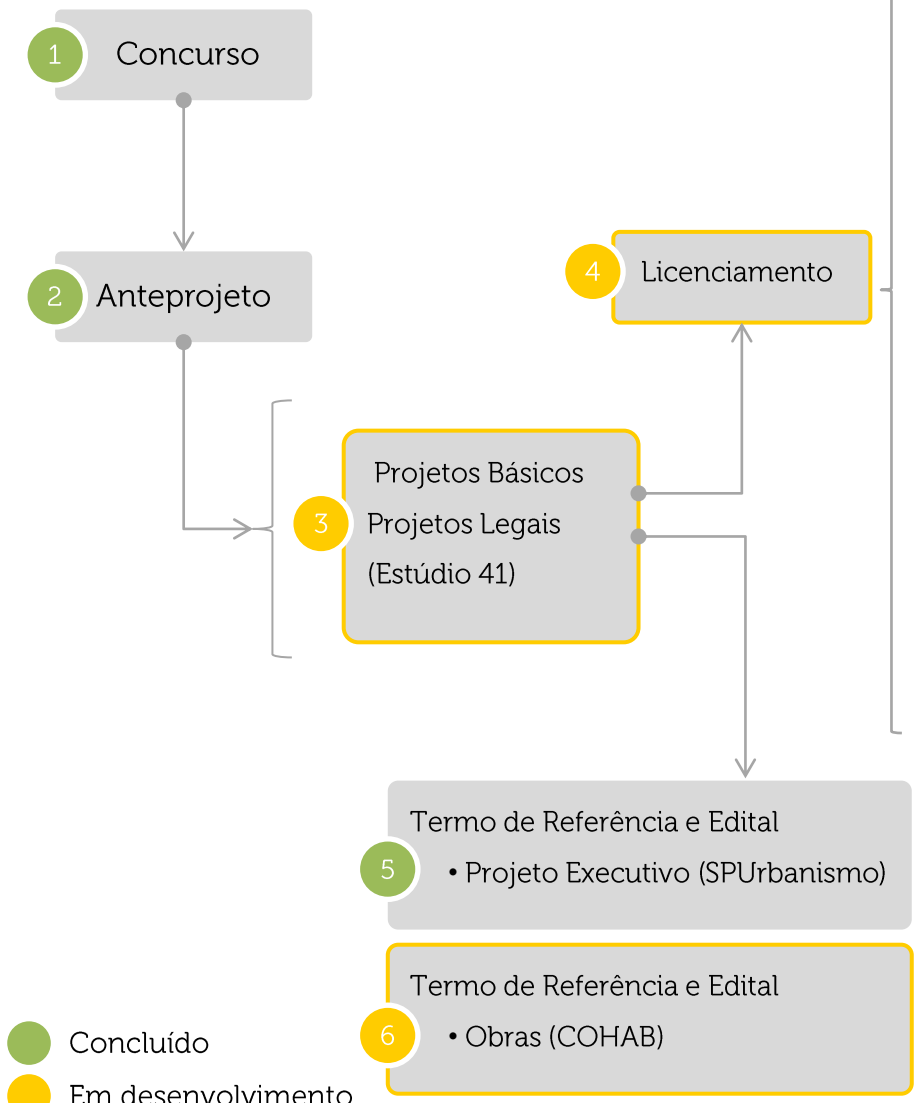 1 Concurso
2 Anteprojeto
4 Licenciamento
Projetos Básicos
3 Projetos Legais
(Estúdio 41)
Termo de Referência e Edital
5 • Projeto Executivo (SPUrbanismo)
Termo de Referência e Edital
6 • Obras (COHAB)
Concluído
Em desenvolvimento